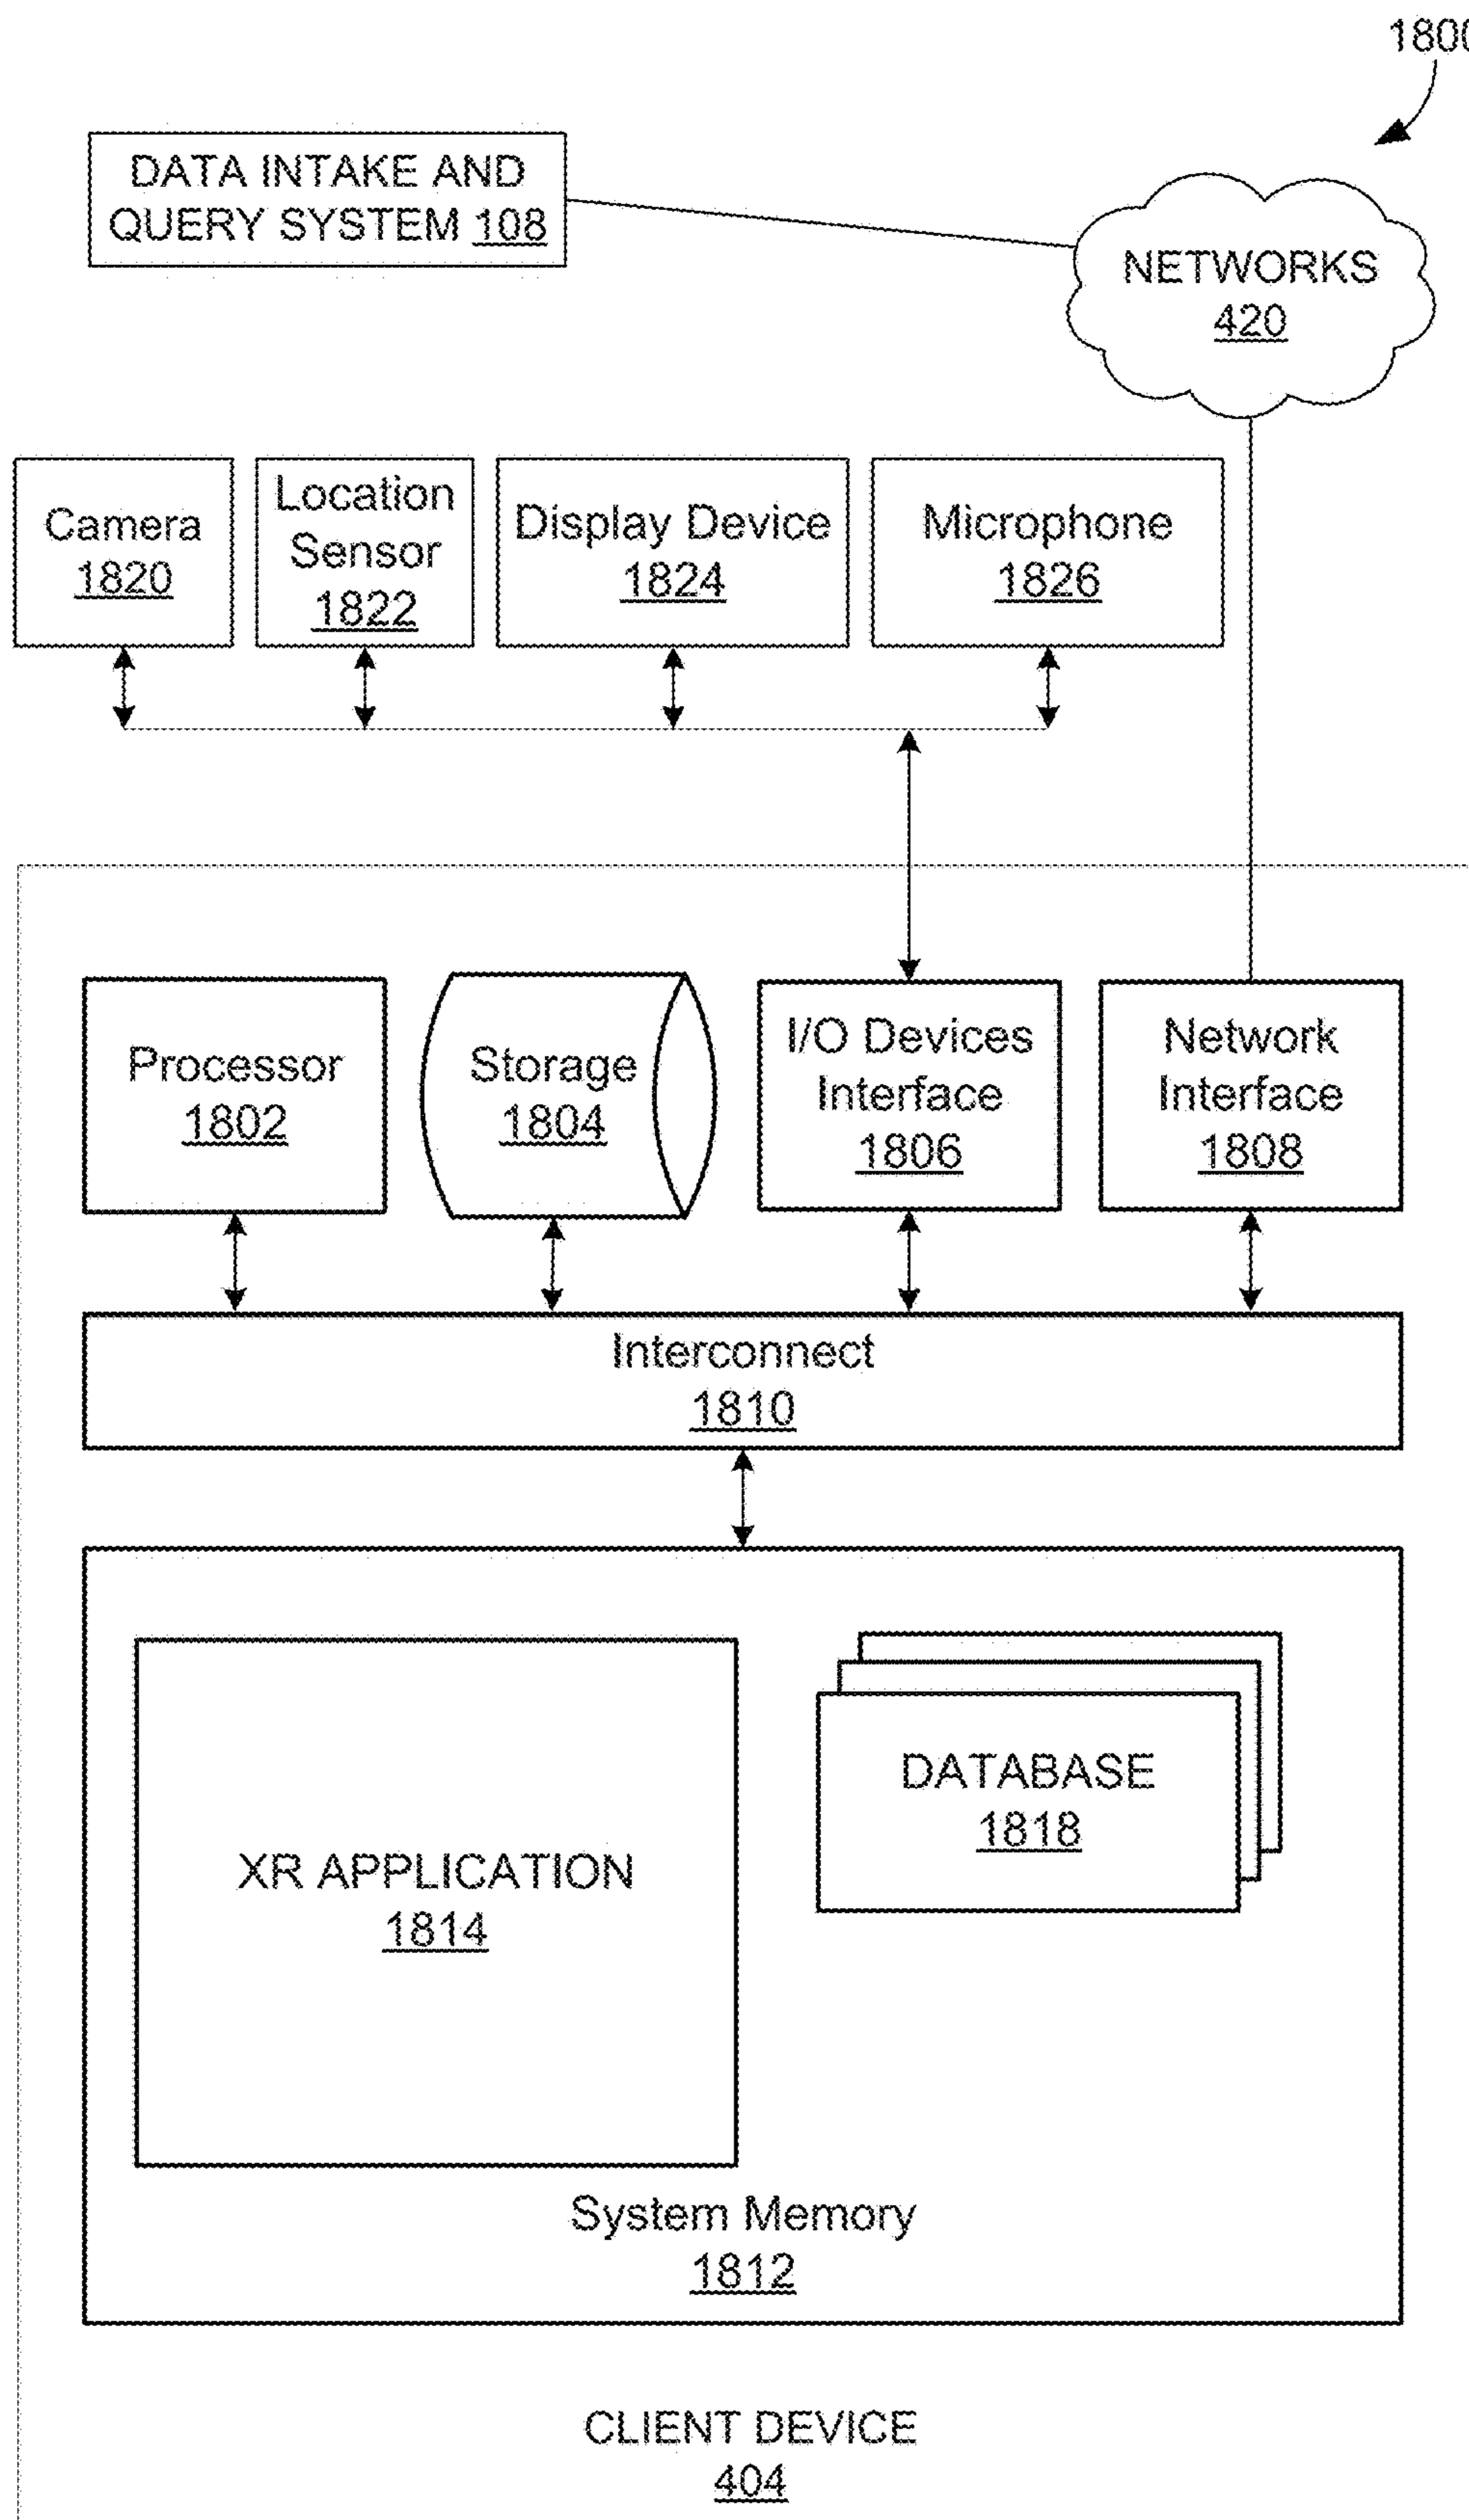 1800
DATA INTAKE AND
QUERY SYSTEM 108
NETWORKS
420
Camera
1820
Location
Sensor
1822
Display Device
1824
Microphone
1826
Processor
1802
Storage
1804
I/O Devices
Interface
1806
Network
Interface
1808
Interconnect
1810
XR APPLICATION
1814
DATABASE
1818
System Memory
1812
CLIENT DEVICE
404